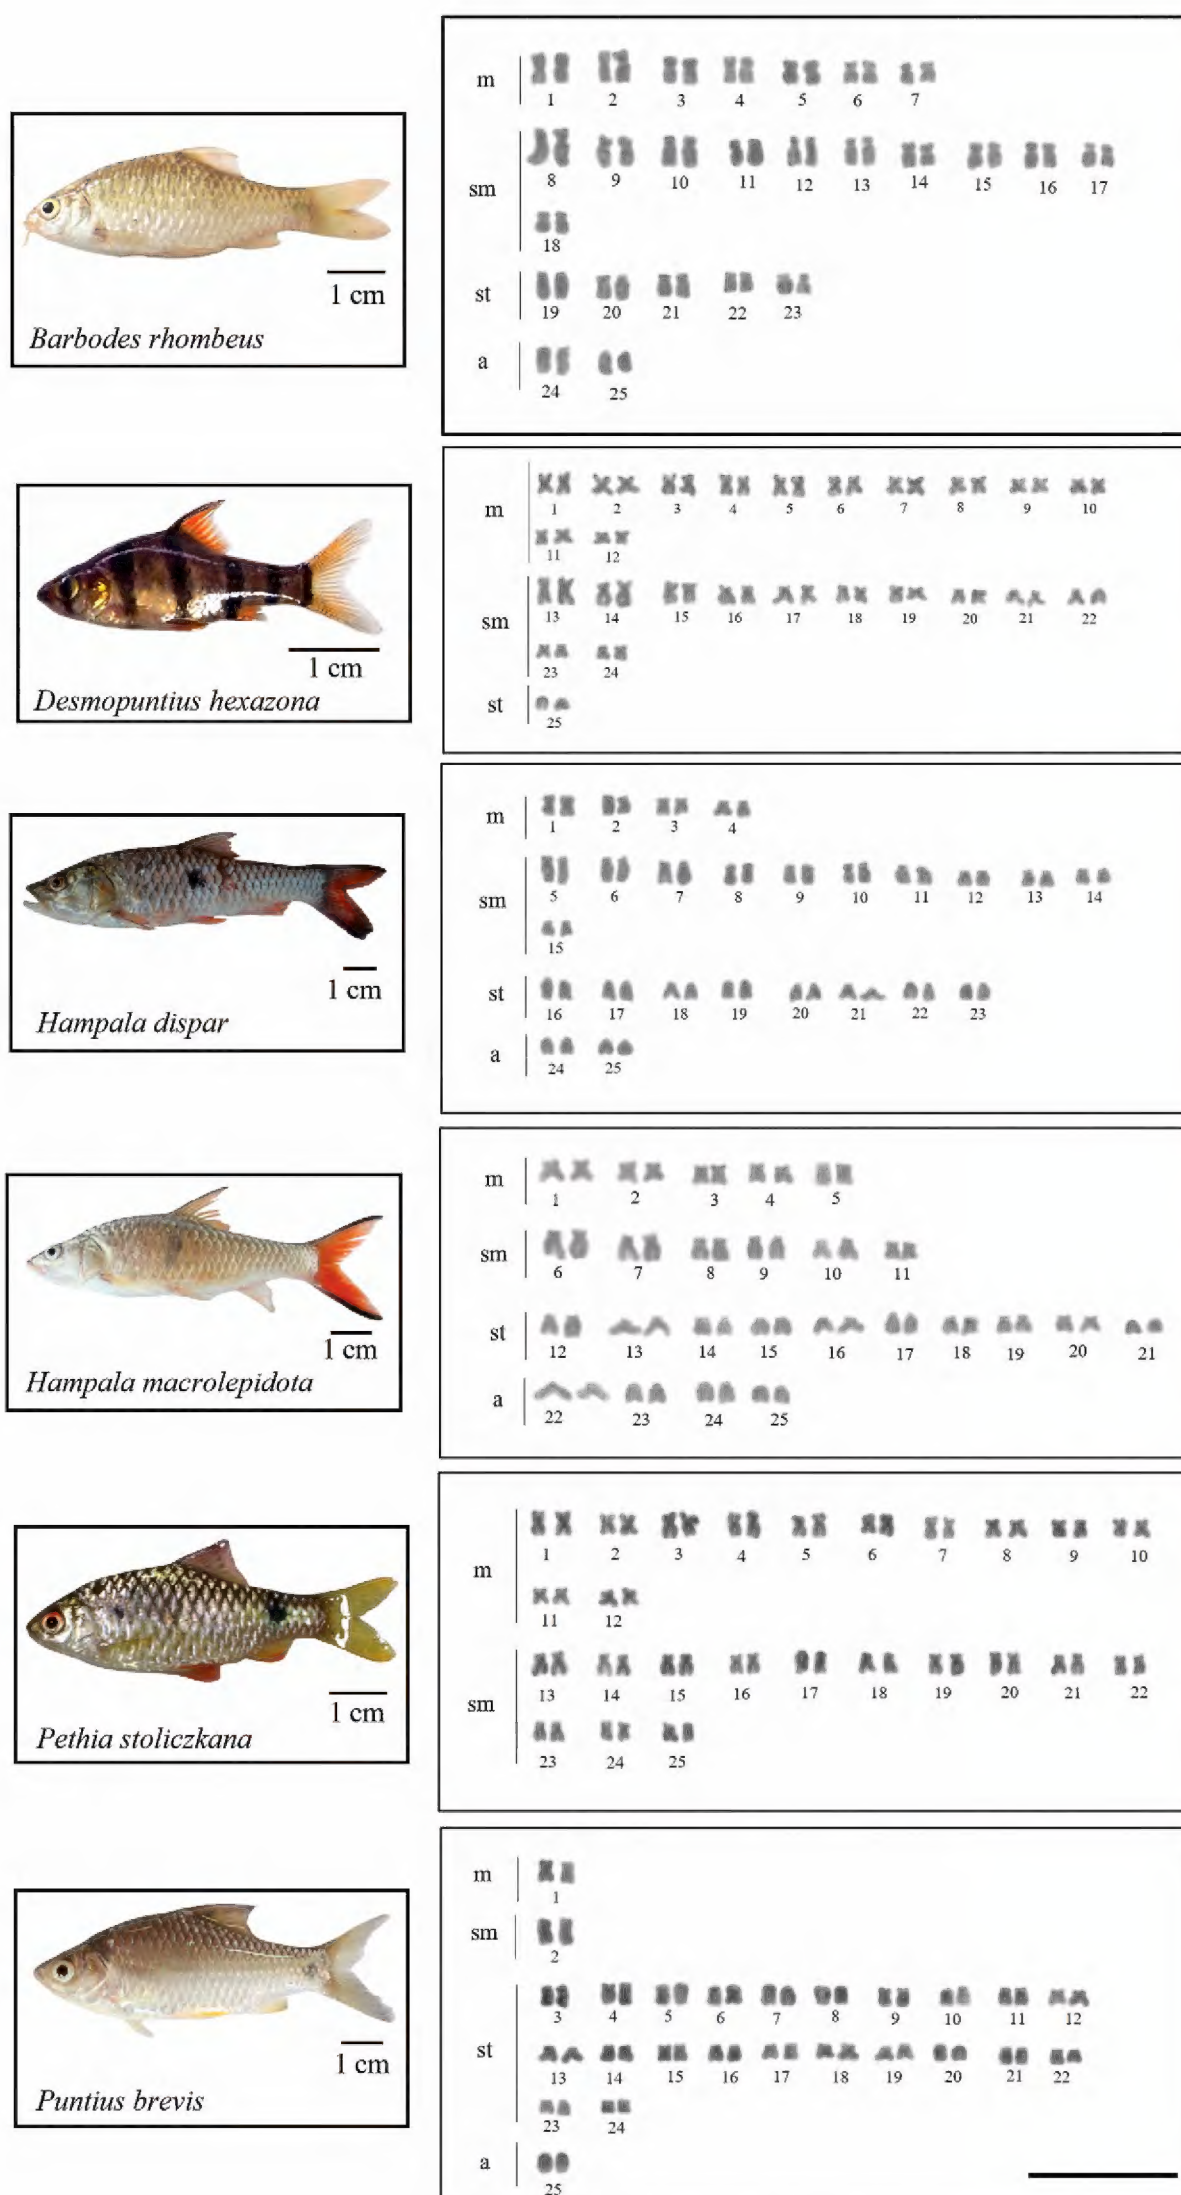 m
1 2 3 4 5 6 7
sm
8 9 10 11 12 13 14 15 16 17
18
st
19 20 21 22 23
a
24 25
1 cm
Barbodes rhombeus
m
1 2 3 4 5 6 7 8 9 10
11 12
sm
13 14 15 16 17 18 19 20 21 22
23 24
st
25
1 cm
Desmopuntius hexazona
m
1 2 3 4
sm
5 6 7 8 9 10 11 12 13 14
15
st
16 17 18 19 20 21 22 23
a
24 25
1 cm
Hampala dispar
m
1 2 3 4 5
sm
6 7 8 9 10 11
st
12 13 14 15 16 17 18 19 20 21
a
22 23 24 25
1 cm
Hampala macrolepidota
m
1 2 3 4 5 6 7 8 9 10
11 12
sm
13 14 15 16 17 18 19 20 21 22
23 24 25
1 cm
Pethia stoliczkana
m
1
sm
2
st
3 4 5 6 7 8 9 10 11 12
13 14 15 16 17 18 19 20 21 22
23 24
a
25
1 cm
Puntius brevis